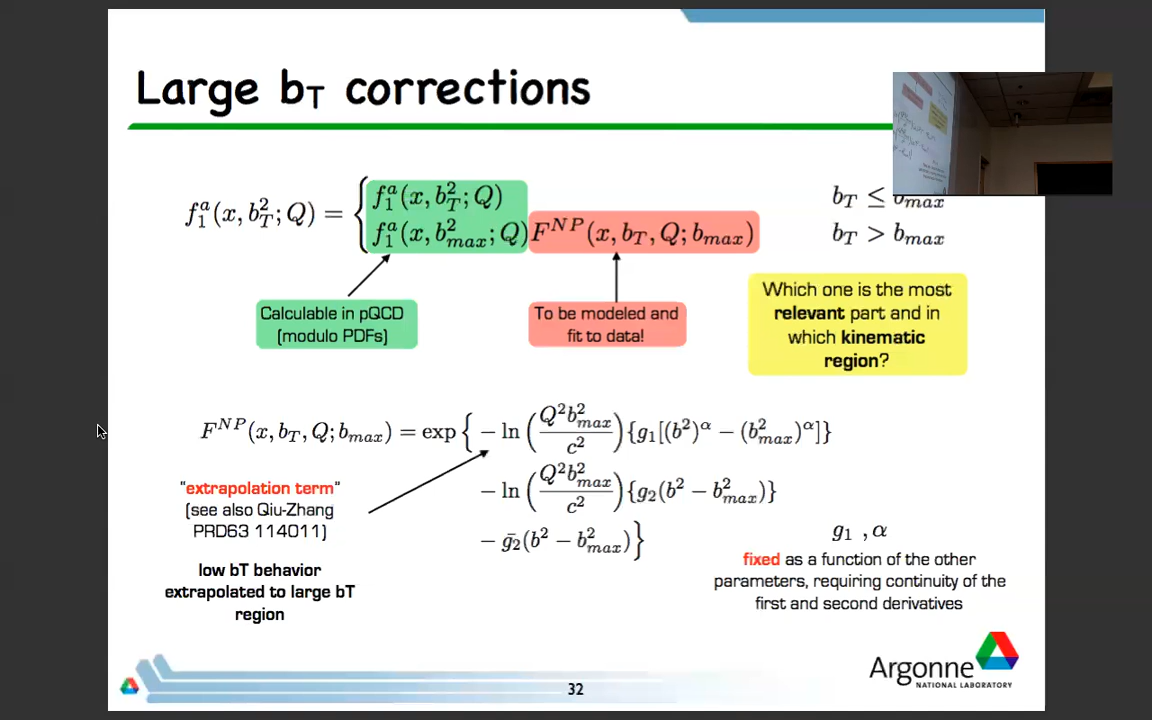 Large b_T corrections
f_1^a(x, b_T^2; Q) = { f_1^a(x, b_T^2; Q)    b_T ≤ b_max
f_1^a(x, b_max^2; Q) F^{NP}(x, b_T, Q; b_max)    b_T > b_max
Calculable in pQCD
(modulo PDFs)
To be modeled and
fit to data!
Which one is the most
relevant part and in
which kinematic
region?
F^{NP}(x, b_T, Q; b_max) = exp { − ln (Q^2 b_max^2 / c^2) {g_1[(b^2)^α − (b_max^2)^α]}
− ln (Q^2 b_max^2 / c^2) {g_2(b^2 − b_max^2)}
− \bar{g}_2(b^2 − b_max^2) }
"extrapolation term"
(see also Qiu-Zhang
PRD63 114011)
low bT behavior
extrapolated to large bT
region
g_1 , α
fixed as a function of the other
parameters, requiring continuity of the
first and second derivatives
32
Argonne
NATIONAL LABORATORY